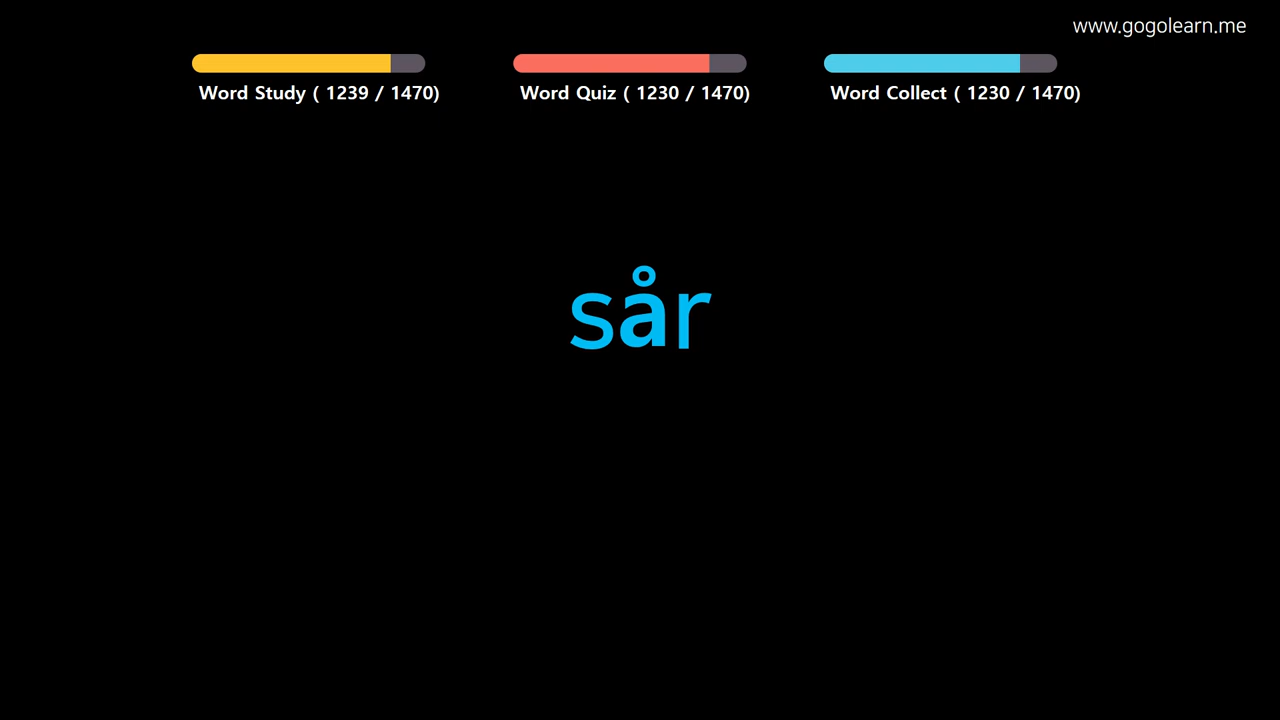 www.gogolearn.me
Word Study ( 1239 / 1470)
Word Quiz ( 1230 / 1470)
Word Collect ( 1230 / 1470)
sår